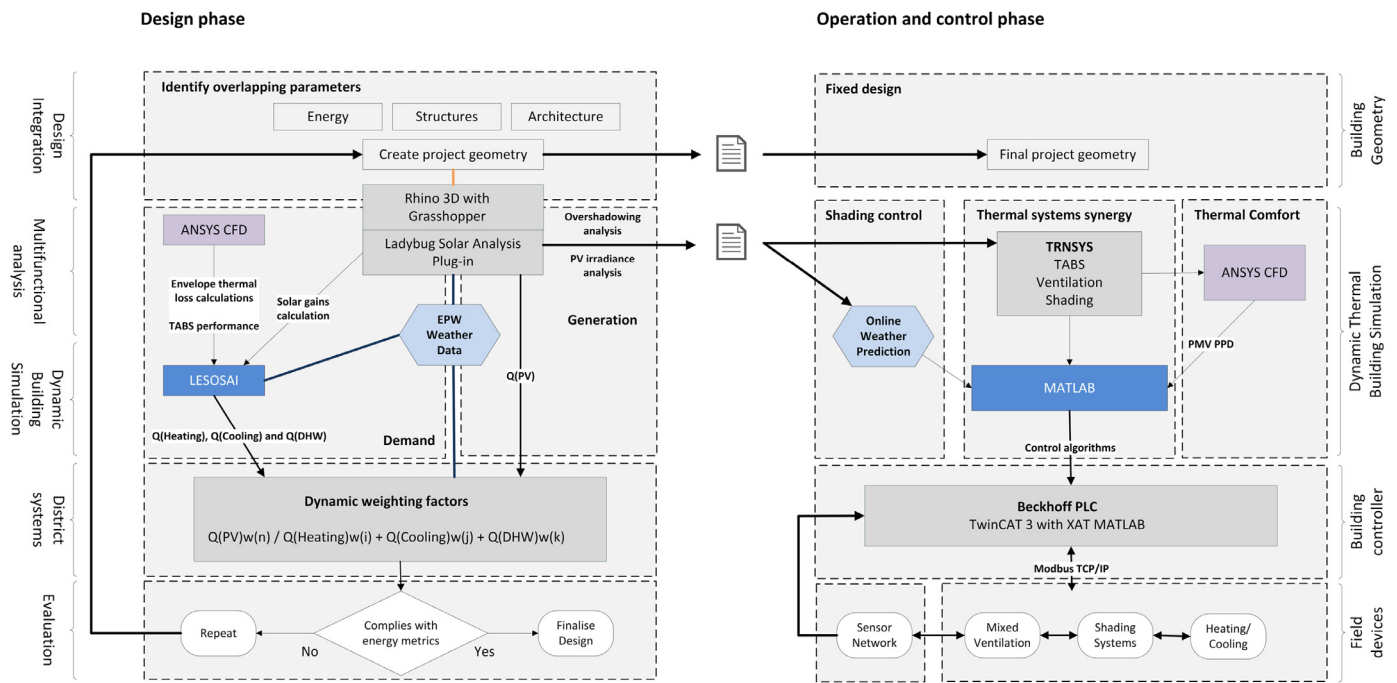 Design phase
Operation and control phase
Design
Integration
Identify overlapping parameters
Energy
Structures
Architecture
Create project geometry
Fixed design
Final project geometry
Building
Geometry
Rhino 3D with
Grasshopper
Ladybug Solar Analysis
Plug-in
Multifunctional
analysis
ANSYS CFD
Envelope thermal
loss calculations
TABS performance
Solar gains
calculation
Overshadowing
analysis
PV irradiance
analysis
EPW
Weather
Data
Generation
Q(PV)
Dynamic
Building
Simulation
LESOSAI
Q(Heating), Q(Cooling) and Q(DHW)
Demand
Shading control
Online
Weather
Prediction
Thermal systems synergy
TRNSYS
TABS
Ventilation
Shading
Thermal Comfort
ANSYS CFD
PMV PPD
MATLAB
Control algorithms
Dynamic Thermal
Building Simulation
District
systems
Dynamic weighting factors
Q(PV)w(n) / Q(Heating)w(i) + Q(Cooling)w(j) + Q(DHW)w(k)
Beckhoff PLC
TwinCAT 3 with XAT MATLAB
Modbus TCP/IP
Building
controller
Evaluation
Repeat
No
Complies with
energy metrics
Yes
Finalise
Design
Sensor
Network
Mixed
Ventilation
Shading
Systems
Heating/
Cooling
Field
devices